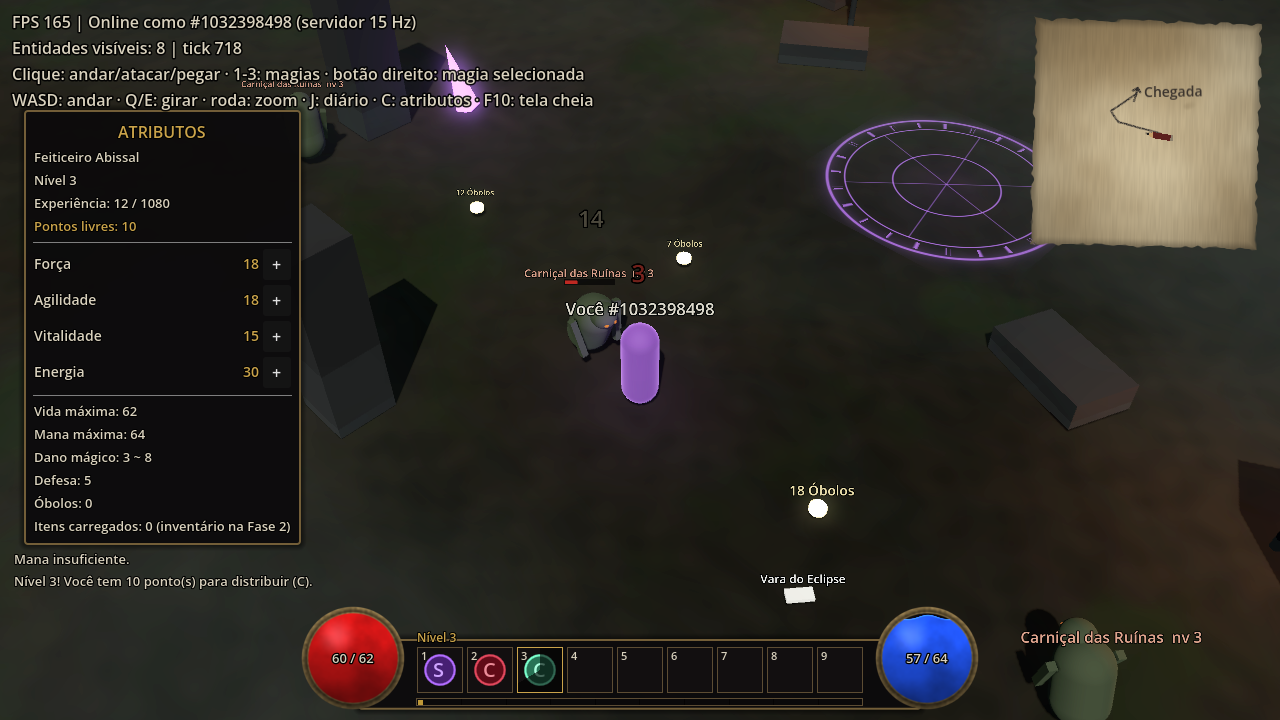 FPS 165 | Online como #1032398498 (servidor 15 Hz)
Entidades visíveis: 8 | tick 718
Clique: andar/atacar/pegar · 1-3: magias · botão direito: magia selecionada
Carniçal das Ruínas nv 3
WASD: andar · Q/E: girar · roda: zoom · J: diário · C: atributos · F10: tela cheia
Chegada
ATRIBUTOS
Feiticeiro Abissal
Nível 3
Experiência: 12 / 1080
Pontos livres: 10
Força 18 +
Agilidade 18 +
Vitalidade 15 +
Energia 30 +
Vida máxima: 62
Mana máxima: 64
Dano mágico: 3 ~ 8
Defesa: 5
Óbolos: 0
Itens carregados: 0 (inventário na Fase 2)
12 Óbolos
14
7 Óbolos
Carniçal das Ruínas 3
3
Você #1032398498
18 Óbolos
Vara do Eclipse
Mana insuficiente.
Nível 3! Você tem 10 ponto(s) para distribuir (C).
Carniçal das Ruínas nv 3
Nível 3
60 / 62
1 2 3 4 5 6 7 8 9
S C C
57 / 64